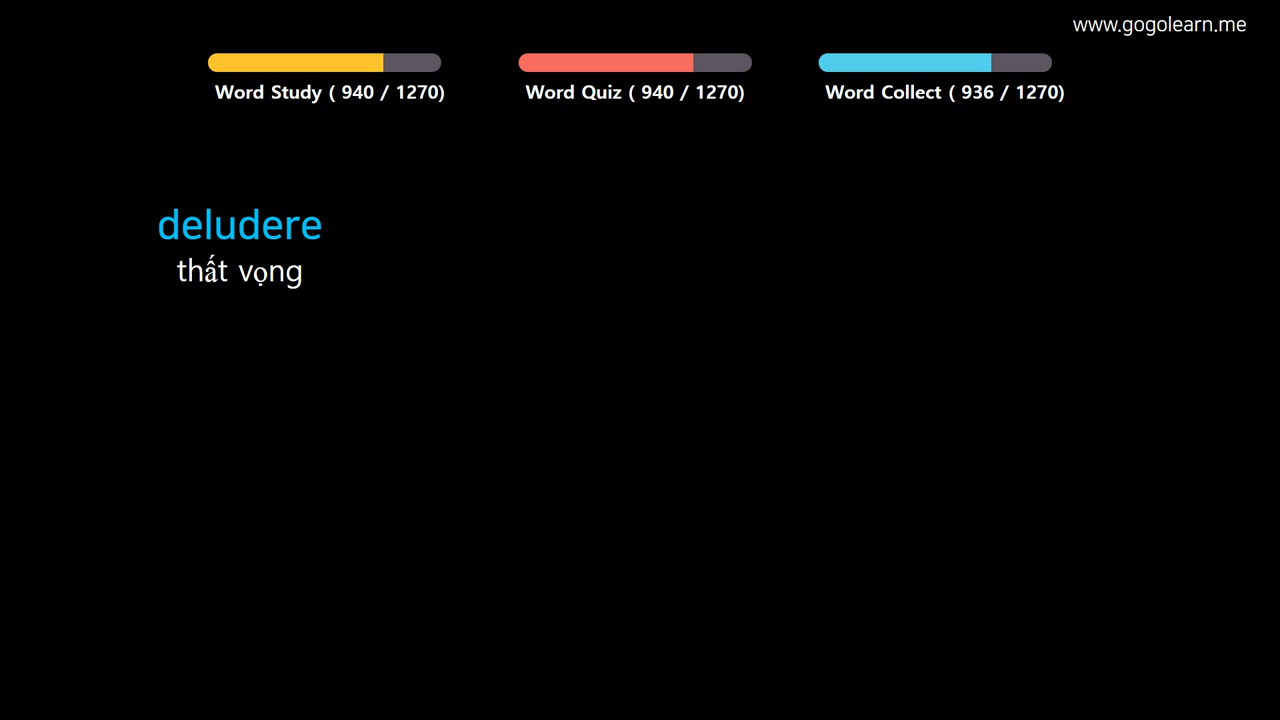 www.gogolearn.me
Word Study ( 940 / 1270)
Word Quiz ( 940 / 1270)
Word Collect ( 936 / 1270)
deludere
thất vọng